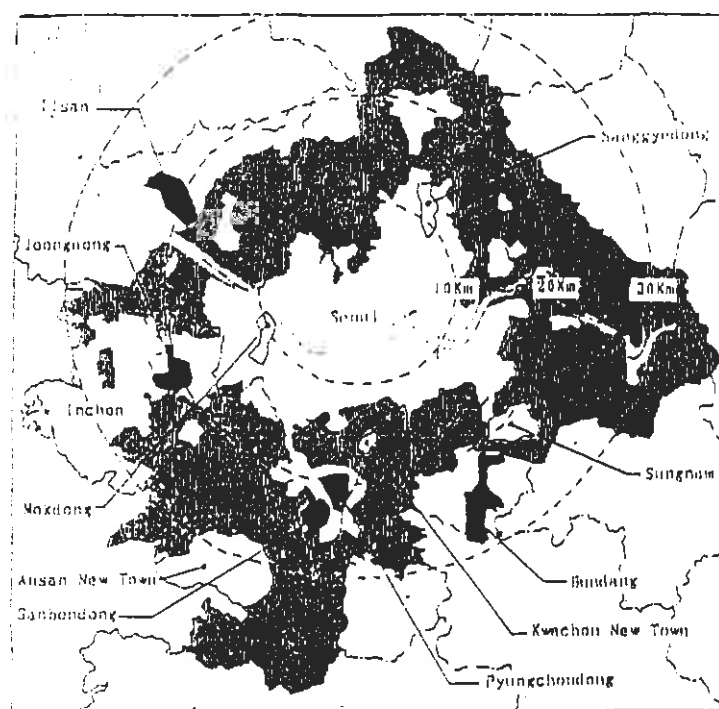 Ilsan
Sanggyedong
Joongdong
10Km
20Km
30Km
Seoul
Inchon
Sungnam
Mokdong
Ansan New Town
Bundang
Sanbondong
Kwachon New Town
Pyungchondong